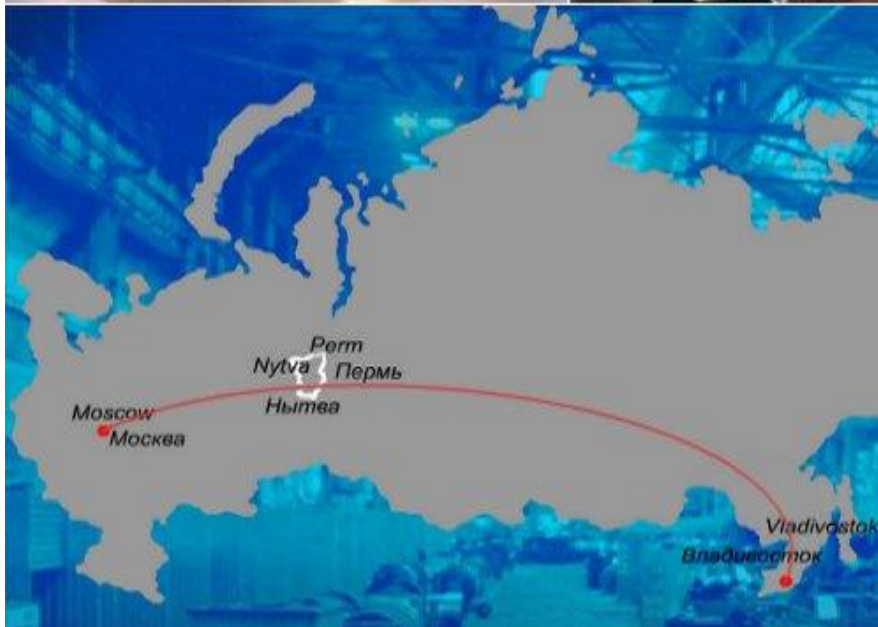 Perm
Nytva
Пермь
Нытва
Moscow
Москва
Vladivostok
Владивосток